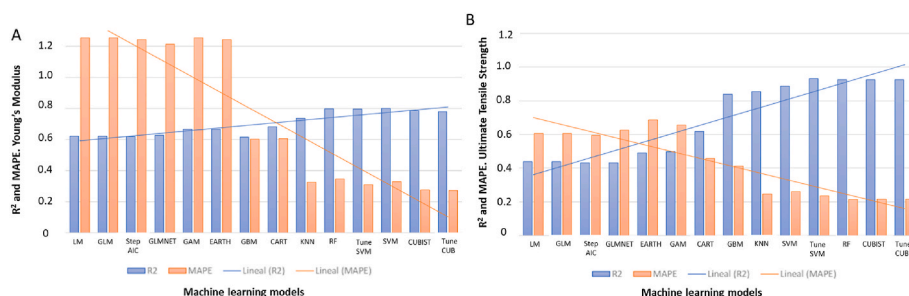 A
R² and MAPE. Young's Modulus
1.2
1.0
0.8
0.6
0.4
0.2
0
LM GLM Step AIC GLMNET GAM EARTH GBM CART KNN RF Tune SVM SVM CUBIST Tune CUB
R2 MAPE Lineal (R2) Lineal (MAPE)
Machine learning models
B
R² and MAPE. Ultimate Tensile Strength
1.2
1.0
0.8
0.6
0.4
0.2
0
LM GLM Step AIC GLMNET EARTH GAM CART GBM KNN SVM Tune SVM RF CUBIST Tune CUB
R2 MAPE Lineal (R2) Lineal (MAPE)
Machine learning models